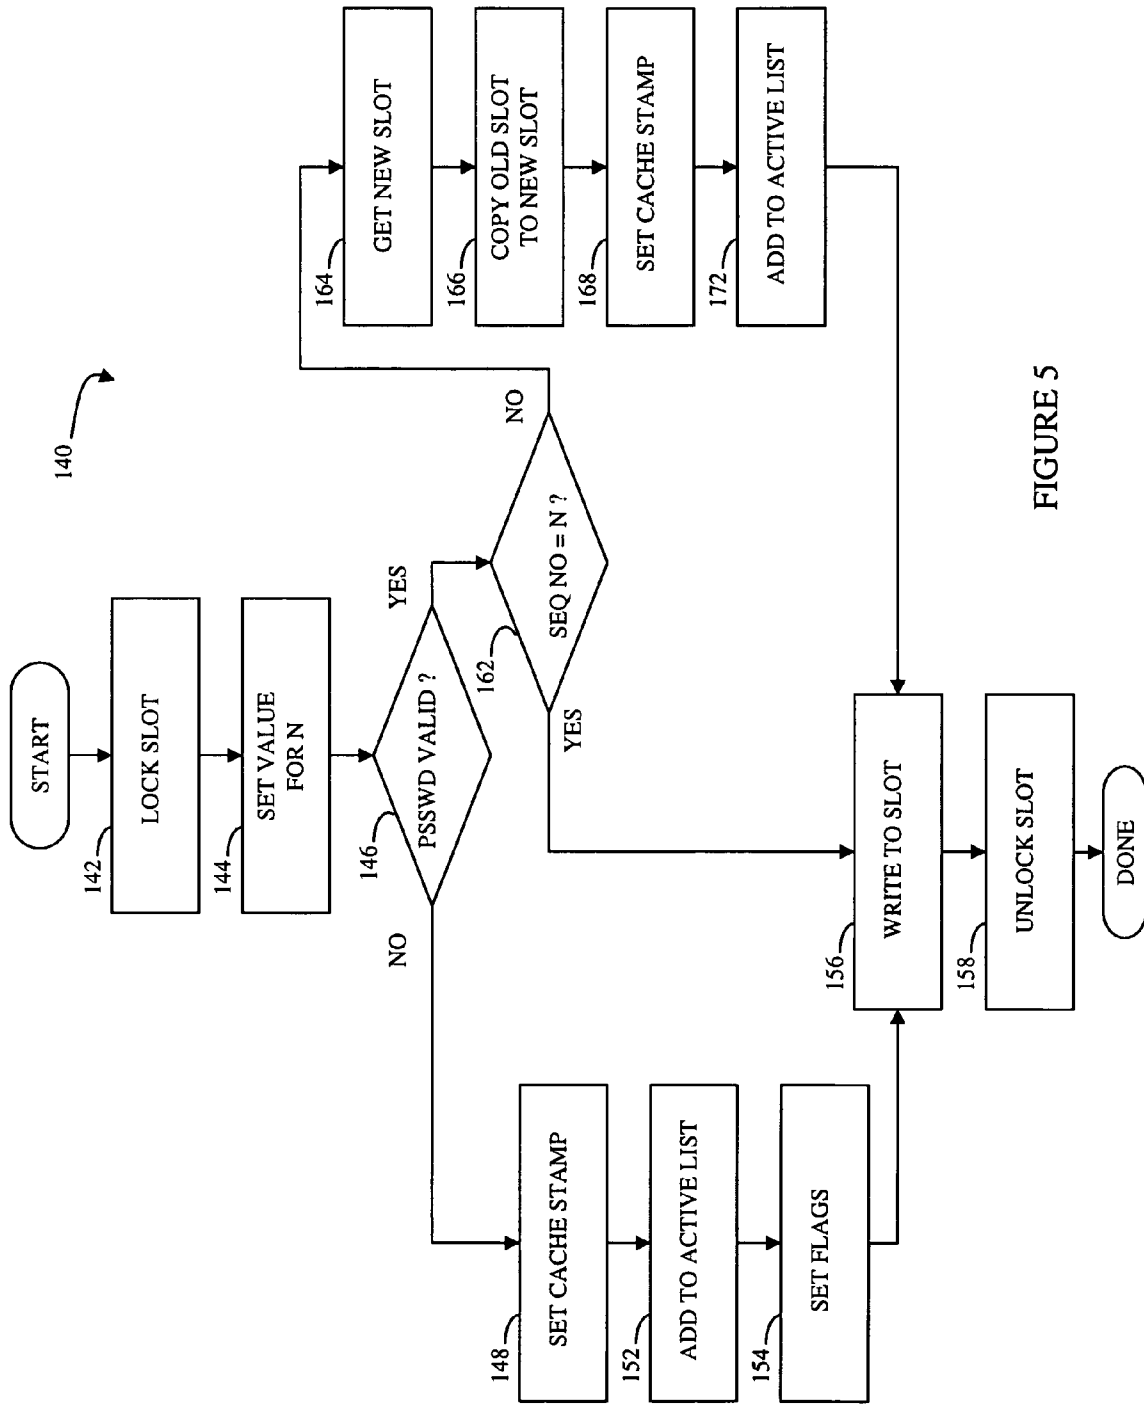 140
START
142
LOCK SLOT
144
SET VALUE
FOR N
146
PSSWD VALID ?
NO
YES
148
SET CACHE STAMP
152
ADD TO ACTIVE LIST
154
SET FLAGS
162
SEQ NO = N ?
YES
NO
164
GET NEW SLOT
166
COPY OLD SLOT
TO NEW SLOT
168
SET CACHE STAMP
172
ADD TO ACTIVE LIST
156
WRITE TO SLOT
158
UNLOCK SLOT
DONE
FIGURE 5